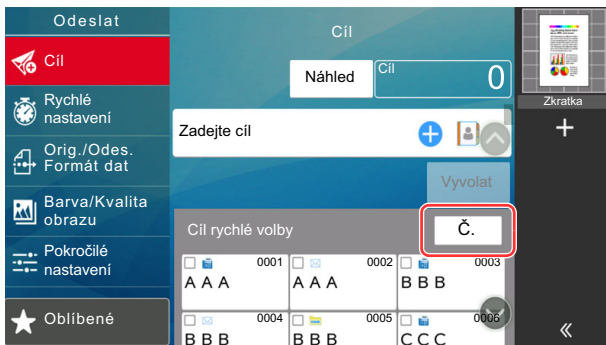 Odeslat
Cíl
Rychlé
nastavení
Orig./Odes.
Formát dat
Barva/Kvalita
obrazu
Pokročilé
nastavení
Oblíbené
Cíl
Náhled
Cíl
0
Zadejte cíl
Vyvolat
Cíl rychlé volby
Č.
0001
A A A
0002
A A A
0003
B B B
0004
B B B
0005
B B B
0006
C C C
Zkratka